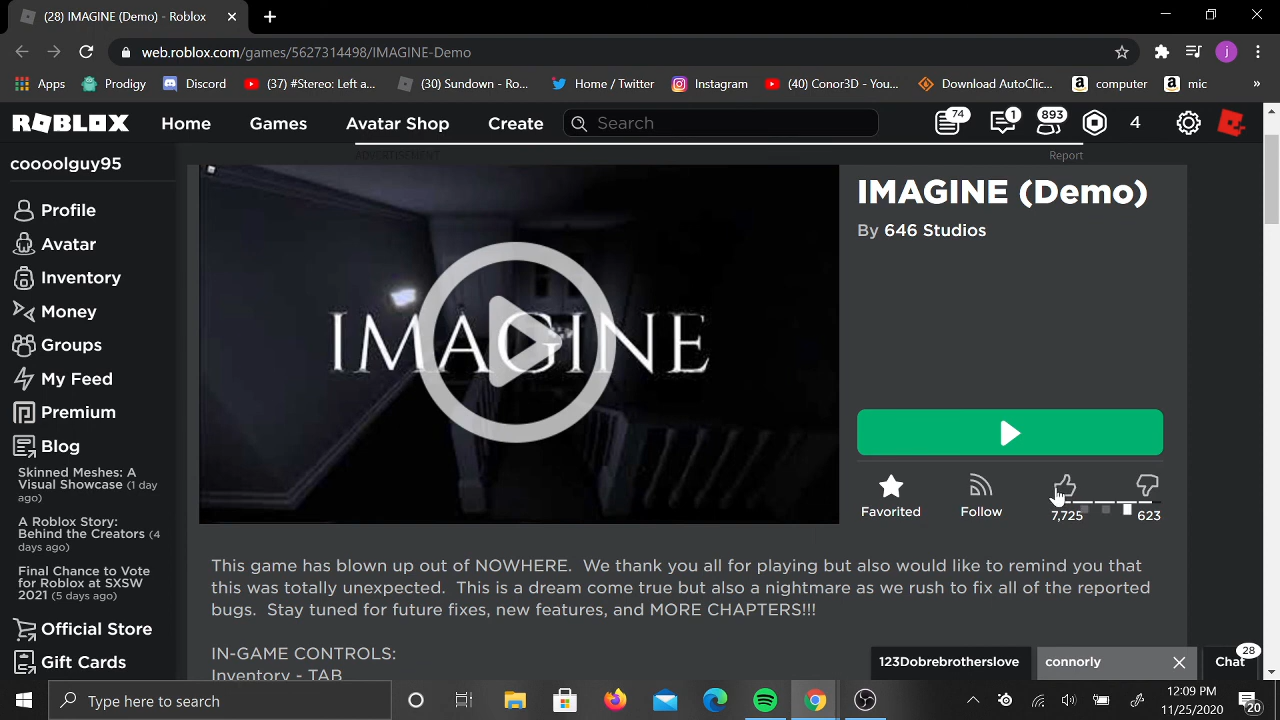 (28) IMAGINE (Demo) - Roblox
web.roblox.com/games/5627314498/IMAGINE-Demo
j
Apps
Prodigy
Discord
(37) #Stereo: Left a...
(30) Sundown - Ro...
Home / Twitter
Instagram
(40) Conor3D - You...
Download AutoClic...
computer
mic
»
ROBLOX
Home
Games
Avatar Shop
Create
Search
74
1
893
4
coooolguy95
Profile
Avatar
Inventory
Money
Groups
My Feed
Premium
Blog
Skinned Meshes: A
Visual Showcase (1 day
ago)
A Roblox Story:
Behind the Creators (4
days ago)
Final Chance to Vote
for Roblox at SXSW
2021 (5 days ago)
Official Store
Gift Cards
ADVERTISEMENT
Report
IMAGINE
IMAGINE (Demo)
By 646 Studios
Favorited
Follow
7,725
623
This game has blown up out of NOWHERE. We thank you all for playing but also would like to remind you that
this was totally unexpected. This is a dream come true but also a nightmare as we rush to fix all of the reported
bugs. Stay tuned for future fixes, new features, and MORE CHAPTERS!!!
IN-GAME CONTROLS:
Inventory - TAB
123Dobrebrotherslove
connorly
Chat
28
Type here to search
12:09 PM
11/25/2020
20